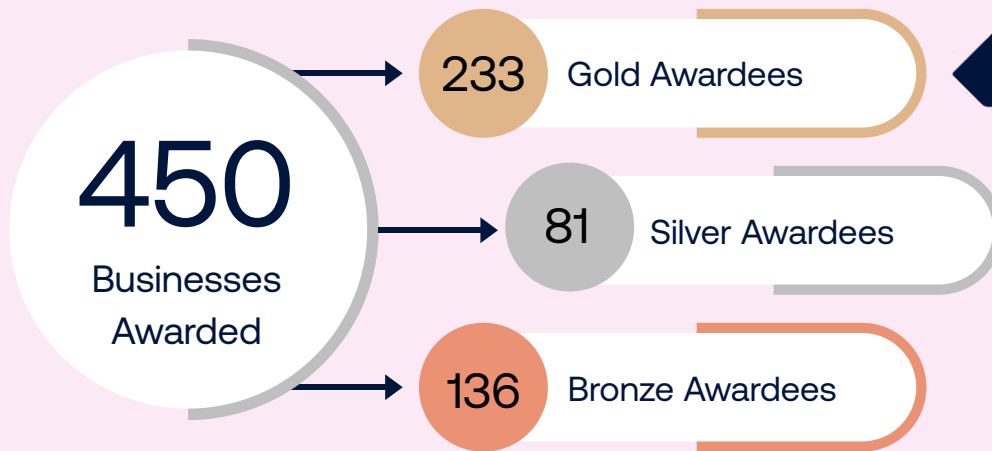 450
Businesses
Awarded
233 Gold Awardees
81 Silver Awardees
136 Bronze Awardees